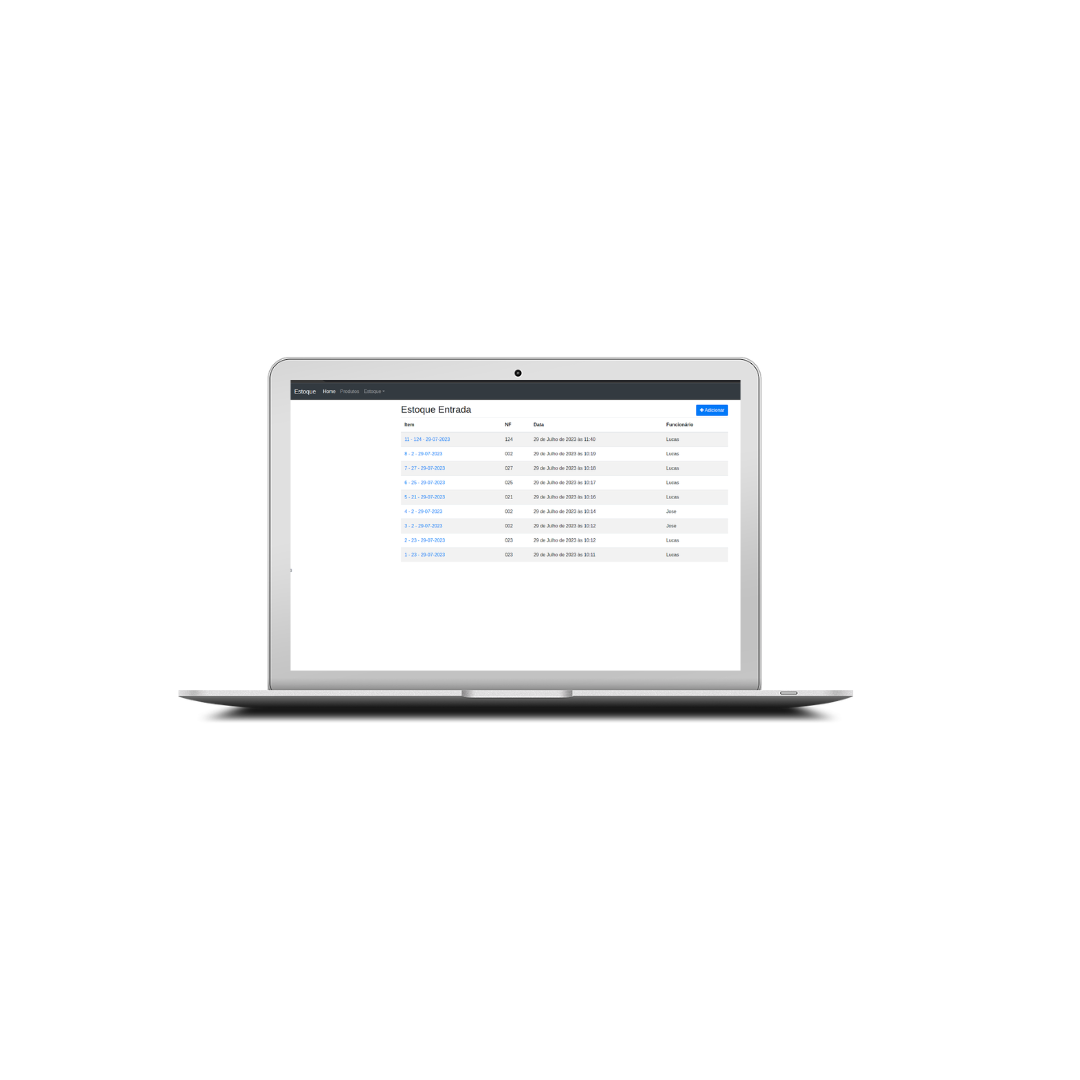 Estoque Home Produtos Estoque
Estoque Entrada Adicionar
Item NF Data Funcionário
11 - 124 - 29-07-2023 124 29 de Julho de 2023 às 11:40 Lucas
8 - 2 - 29-07-2023 002 29 de Julho de 2023 às 10:19 Lucas
7 - 27 - 29-07-2023 027 29 de Julho de 2023 às 10:18 Lucas
6 - 25 - 29-07-2023 025 29 de Julho de 2023 às 10:17 Lucas
5 - 21 - 29-07-2023 021 29 de Julho de 2023 às 10:16 Lucas
4 - 2 - 29-07-2023 002 29 de Julho de 2023 às 10:14 Jose
3 - 2 - 29-07-2023 002 29 de Julho de 2023 às 10:12 Jose
2 - 23 - 29-07-2023 023 29 de Julho de 2023 às 10:12 Lucas
1 - 23 - 29-07-2023 023 29 de Julho de 2023 às 10:11 Lucas